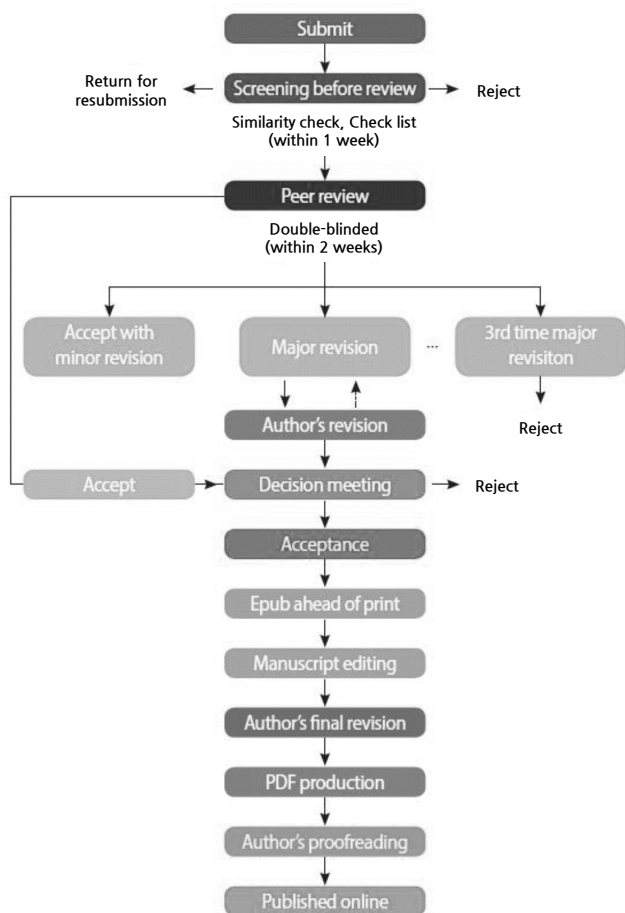 Submit
Return for
resubmission
Screening before review
Reject
Similarity check, Check list
(within 1 week)
Peer review
Double-blinded
(within 2 weeks)
Accept with
minor revision
Major revision
...
3rd time major
revisiton
Author's revision
Reject
Accept
Decision meeting
Reject
Acceptance
Epub ahead of print
Manuscript editing
Author's final revision
PDF production
Author's proofreading
Published online